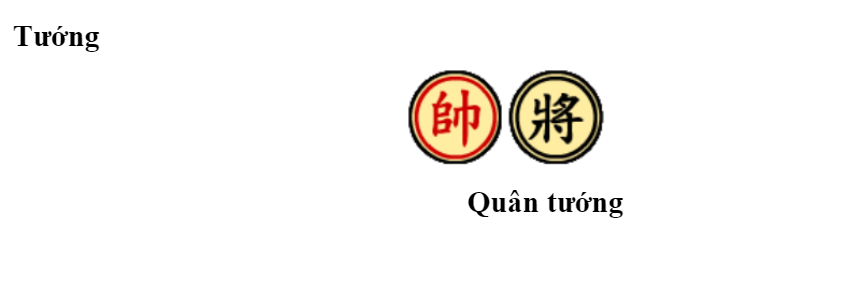 Tướng
帥 將
Quân tướng